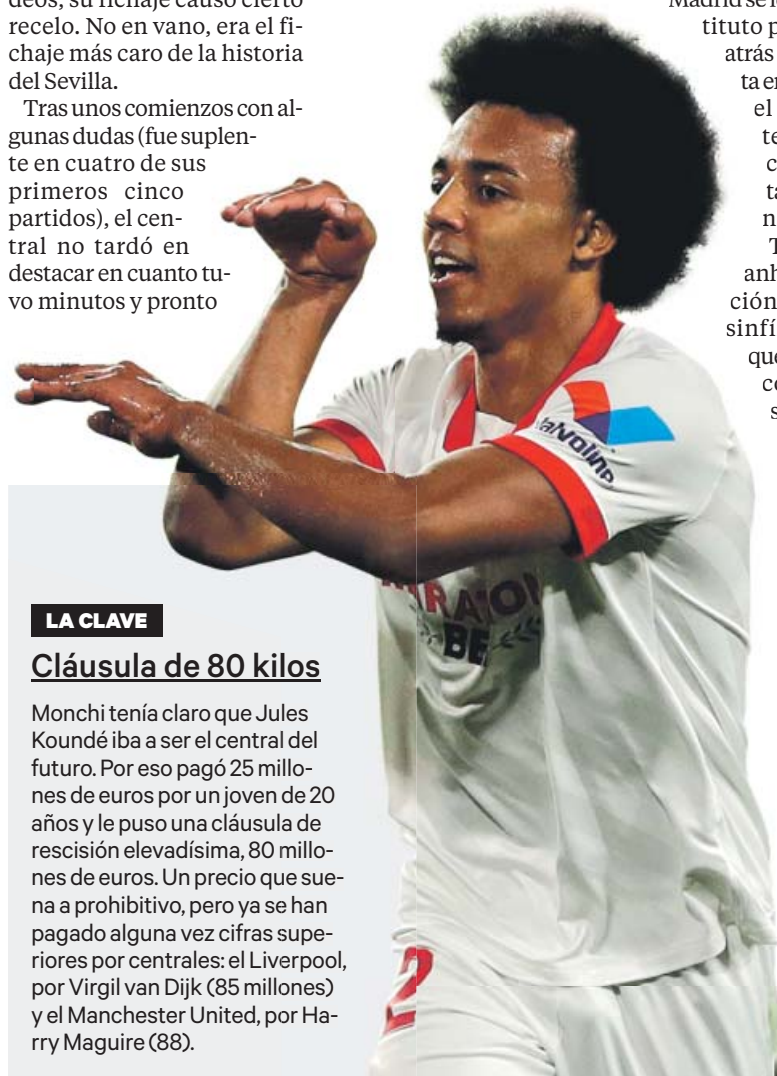 deos, su fichaje causó cierto
recelo. No en vano, era el fi-
chaje más caro de la historia
del Sevilla.
Tras unos comienzos con al-
gunas dudas (fue suplen-
te en cuatro de sus
primeros cinco
partidos), el cen-
tral no tardó en
destacar en cuanto tu-
vo minutos y pronto
LA CLAVE
Cláusula de 80 kilos
Monchi tenía claro que Jules
Koundé iba a ser el central del
futuro. Por eso pagó 25 millo-
nes de euros por un joven de 20
años y le puso una cláusula de
rescisión elevadísima, 80 millo-
nes de euros. Un precio que sue-
na a prohibitivo, pero ya se han
pagado alguna vez cifras supe-
riores por centrales: el Liverpool,
por Virgil van Dijk (85 millones)
y el Manchester United, por Ha-
rry Maguire (88).
Valvoline
BE
2
Madrid se
tituto p
atrás
ta
el
te
c
ta
n
T
anh
ción
sinfí
que
co
s